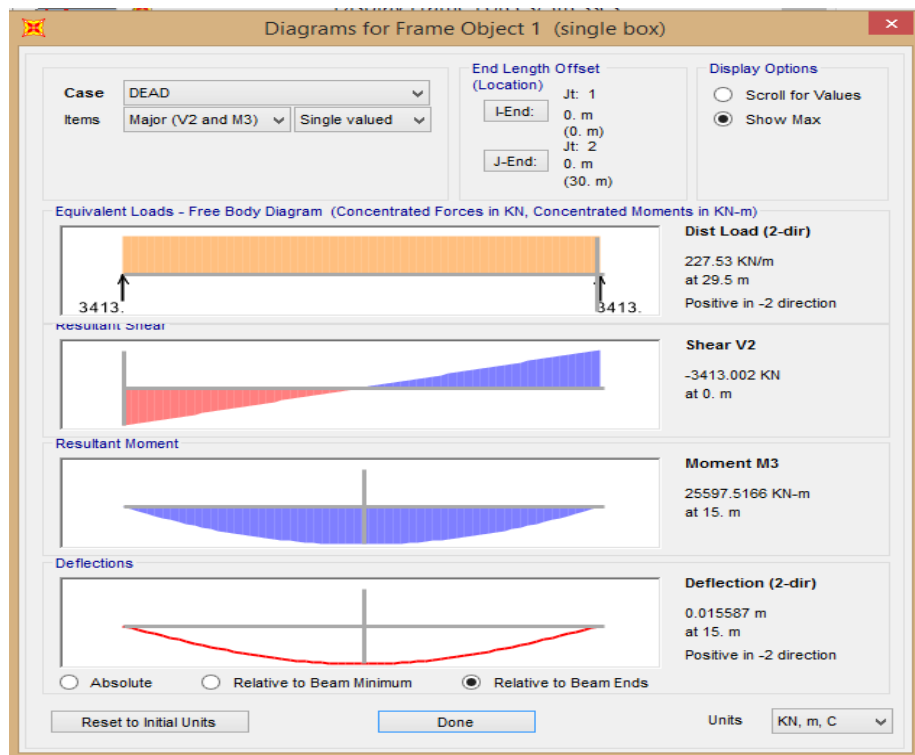 Diagrams for Frame Object 1 (single box)
Case DEAD
Items Major (V2 and M3) Single valued
End Length Offset
(Location)
Jt: 1
I-End: 0. m
(0. m)
Jt: 2
J-End: 0. m
(30. m)
Display Options
Scroll for Values
Show Max
Equivalent Loads - Free Body Diagram (Concentrated Forces in KN, Concentrated Moments in KN-m)
3413. 3413.
Dist Load (2-dir)
227.53 KN/m
at 29.5 m
Positive in -2 direction
Resultant Shear
Shear V2
-3413.002 KN
at 0. m
Resultant Moment
Moment M3
25597.5166 KN-m
at 15. m
Deflections
Deflection (2-dir)
0.015587 m
at 15. m
Positive in -2 direction
Absolute Relative to Beam Minimum Relative to Beam Ends
Reset to Initial Units Done Units KN, m, C